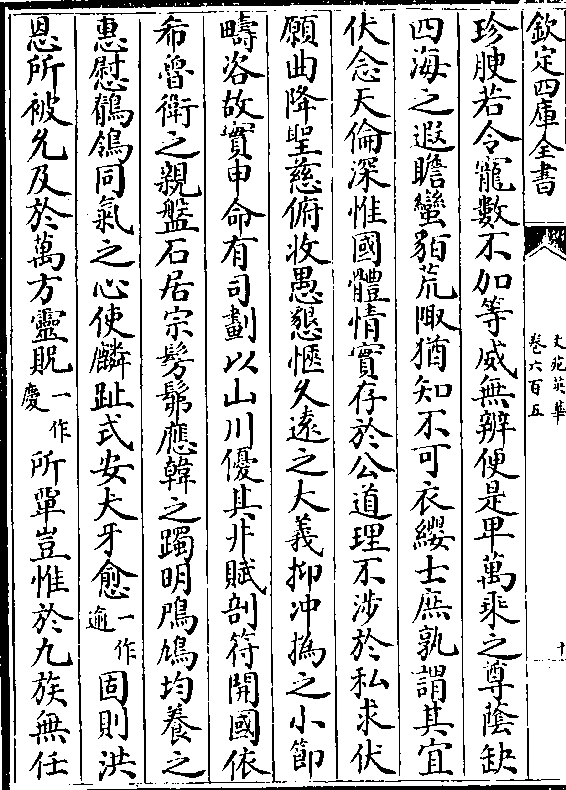 欽定四庫全書
文苑英華
卷六百五
十
珍腴若令寵數不加等威無辨便是卑萬乘之尊蔭缺
四海之遐瞻蠻貊荒陬猶知不可衣纓士庶孰謂其宜
伏念天倫深惟國體情實存於公道理不渉於私求伏
願曲降聖慈俯收愚懇愜久遠之大義抑冲撝之小節
疇洛故實申命有司劃以山川優其井賦剖符開國依
希魯衛之親盤石居宗髣髴應韓之躅明鳲鳩均養之
惠慰鶺鴒同氣之心使麟趾式安犬牙愈一作逾固則洪
恩所被允及於萬方靈貺一作慶所覃豈惟於九族無任